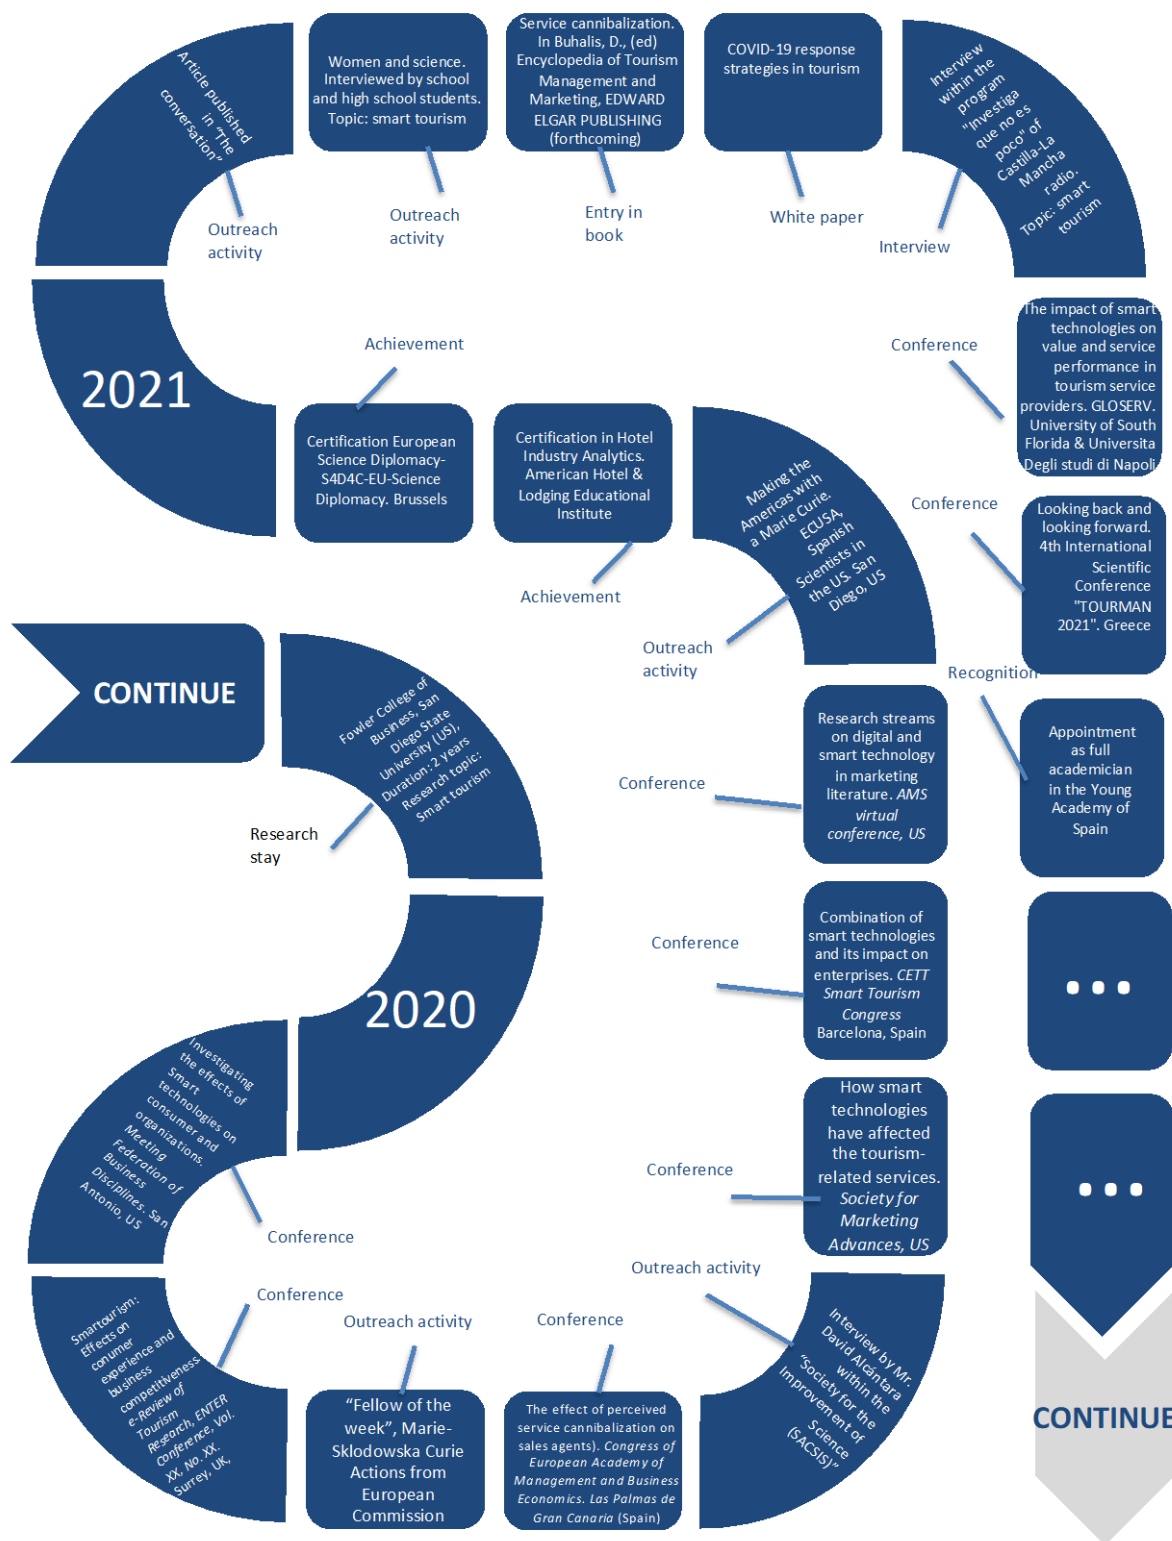 CONTINUE
Fowler College of
Business, San
Diego State
University (US),
Duration: 2 years
Research topic:
Smart tourism
Research
stay
2020
Investigating
the effects of
Smart
technologies on
consumer and
organizations.
Meeting
Federation of
Business
Disciplines. San
Antonio, US
Conference
Smartourism:
Effects on
conumer
experience and
business
competitiveness.
e-Review of
Tourism
Research, ENTER
Conference, Vol.
XX, No. XX.
Surrey, UK,
Conference
Outreach activity
“Fellow of the
week”, Marie-
Sklodowska Curie
Actions from
European
Commission
Conference
The effect of perceived
service cannibalization on
sales agents). Congress of
European Academy of
Management and Business
Economics. Las Palmas de
Gran Canaria (Spain)
Outreach activity
Interview by Mr.
David Alcántara
within the
“Society for the
Improvement of
Science
(SACSIS)”
Conference
How smart
technologies
have affected
the tourism-
related services.
Society for
Marketing
Advances, US
Conference
Combination of
smart technologies
and its impact on
enterprises. CETT
Smart Tourism
Congress
Barcelona, Spain
Conference
Research streams
on digital and
smart technology
in marketing
literature. AMS
virtual
conference, US
Outreach
activity
Making the
Americas with
a Marie Curie.
ECUSA,
Spanish
Scientists in
the US. San
Diego, US
Achievement
Certification in Hotel
Industry Analytics.
American Hotel &
Lodging Educational
Institute
Achievement
Certification European
Science Diplomacy-
S4D4C-EU-Science
Diplomacy. Brussels
2021
Article published
in “The
conversation”
Outreach
activity
Women and science.
Interviewed by school
and high school students.
Topic: smart tourism
Outreach
activity
Service cannibalization.
In Buhalis, D., (ed)
Encyclopedia of Tourism
Management and
Marketing, EDWARD
ELGAR PUBLISHING
(forthcoming)
Entry in
book
COVID-19 response
strategies in tourism
White paper
Interview
within the
program
"Investiga
que no es
poco" of
Castilla-La
Mancha
radio.
Topic: smart
tourism
Interview
Conference
The impact of smart
technologies on
value and service
performance in
tourism service
providers. GLOSERV.
University of South
Florida & Universita
Degli studi di Napoli
Conference
Looking back and
looking forward.
4th International
Scientific
Conference
"TOURMAN
2021". Greece
Recognition
Appointment
as full
academician
in the Young
Academy of
Spain
...
...
CONTINUE